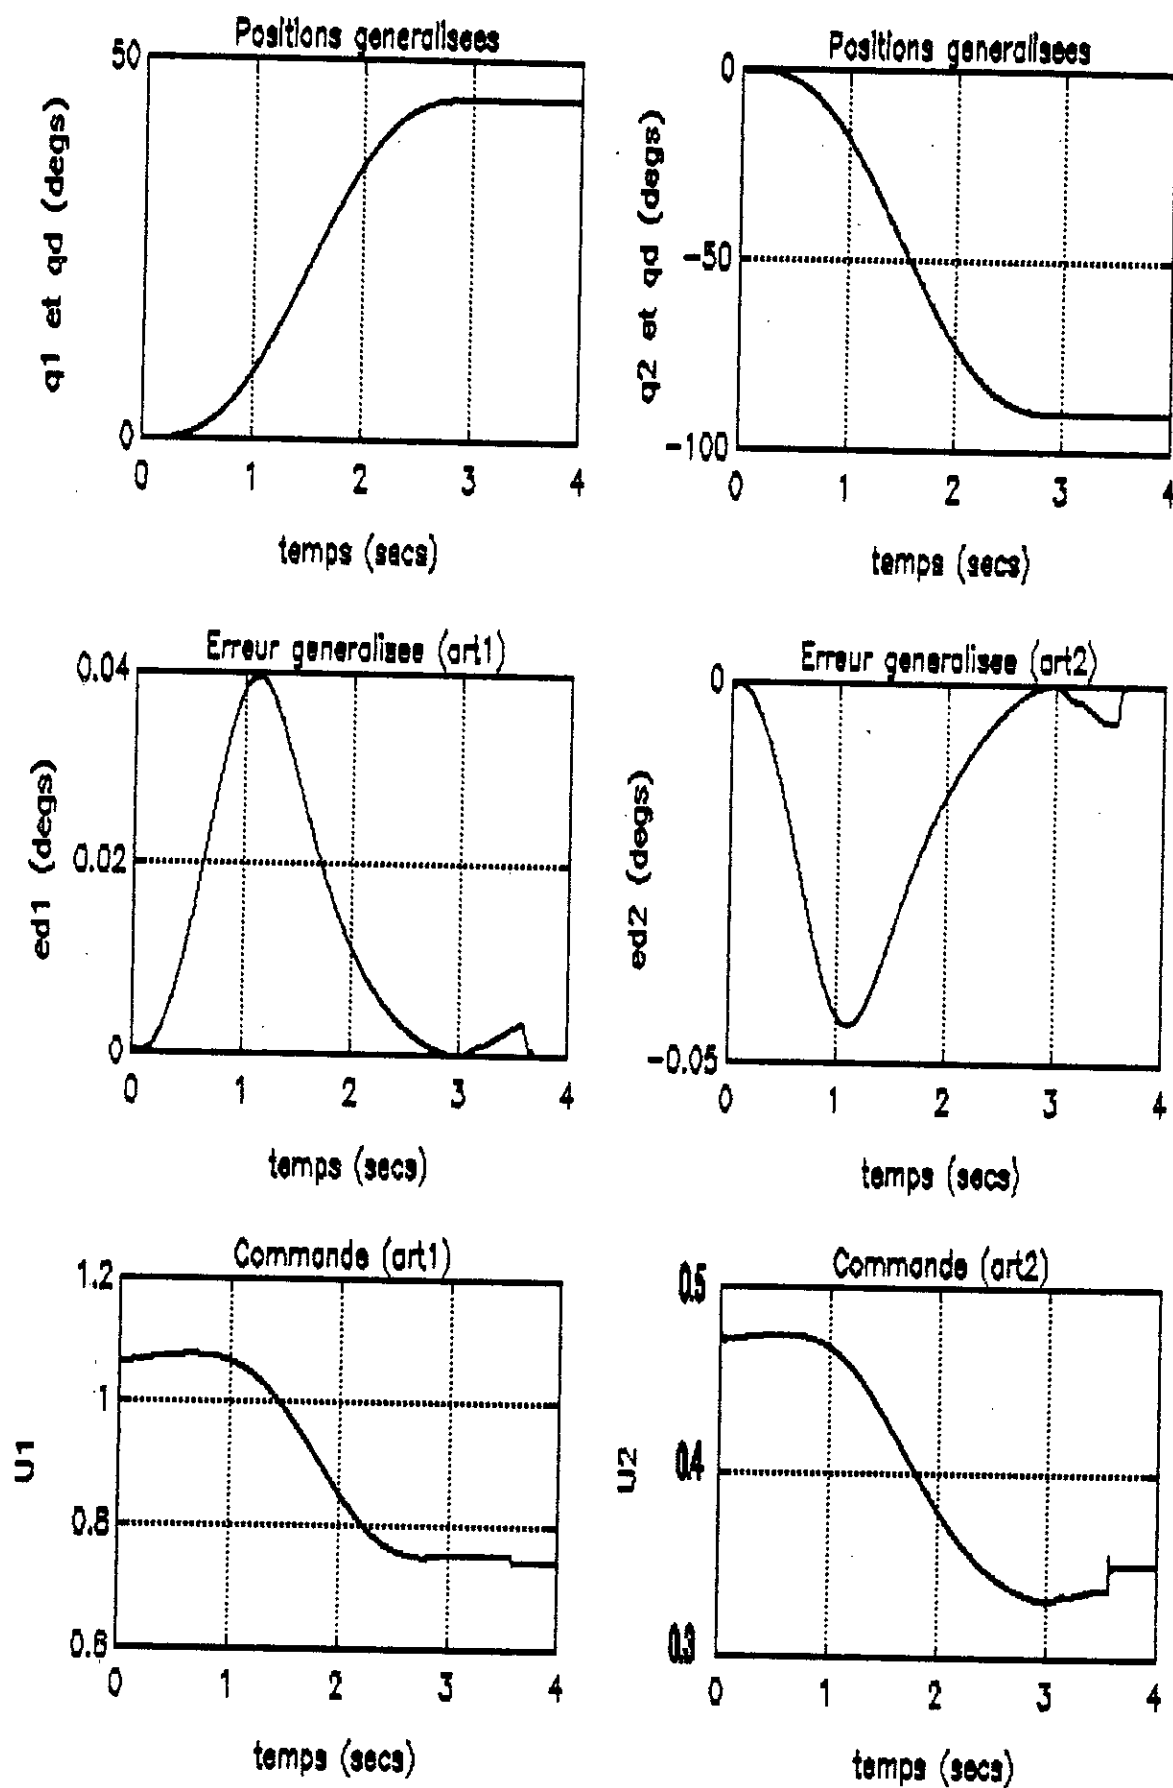 Positions generalisees
50
q1 et qd (degs)
0
0 1 2 3 4
temps (secs)
Positions generalisees
0
q2 et qd (degs)
-50
-100
0 1 2 3 4
temps (secs)
Erreur generalisee (art1)
0.04
ed1 (degs)
0.02
0
0 1 2 3 4
temps (secs)
Erreur generalisee (art2)
0
ed2 (degs)
-0.05
0 1 2 3 4
temps (secs)
Commande (art1)
1.2
1
U1
0.8
0.6
0 1 2 3 4
temps (secs)
Commande (art2)
0.5
U2
0.4
0.3
0 1 2 3 4
temps (secs)